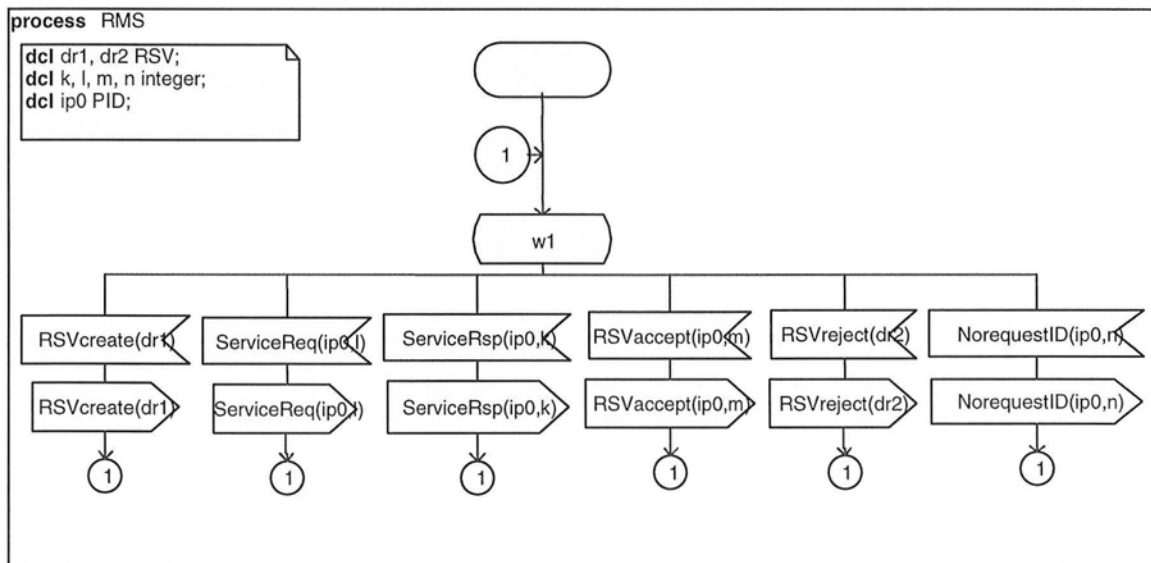 process RMS
dcl dr1, dr2 RSV;
dcl k, l, m, n integer;
dcl ip0 PID;
1
w1
RSVcreate(dr1) ServiceReq(ip0,l) ServiceRsp(ip0,k) RSVaccept(ip0,m) RSVreject(dr2) NorequestID(ip0,n)
RSVcreate(dr1) ServiceReq(ip0,l) ServiceRsp(ip0,k) RSVaccept(ip0,m) RSVreject(dr2) NorequestID(ip0,n)
1 1 1 1 1 1